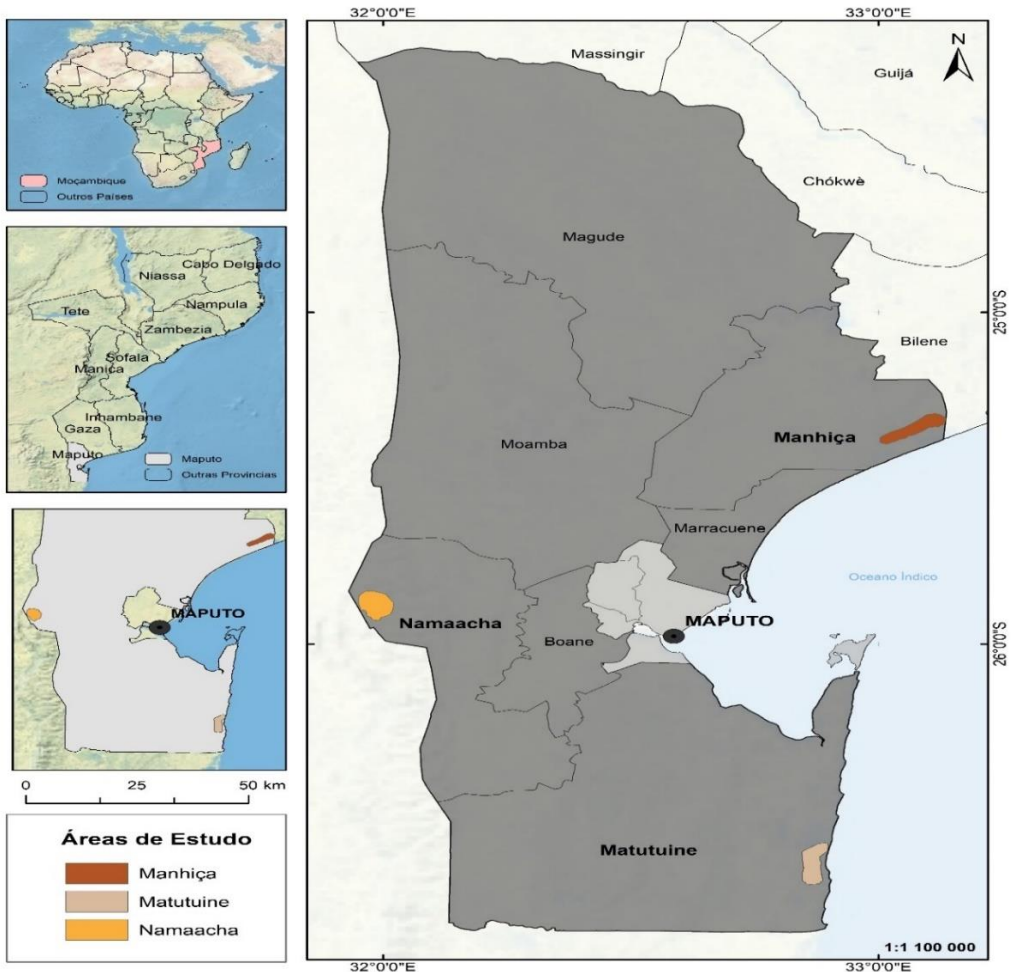 Moçambique
Outros Países
Niassa
Cabo Delgado
Tete
Nampula
Zambezia
Sofala
Manica
Inhambane
Gaza
Maputo
Maputo
Outras Provincias
MAPUTO
0 25 50 km
Áreas de Estudo
Manhiça
Matutuine
Namaacha
32°0'0"E 33°0'0"E
N
Massingir
Guijá
Chókwè
Magude
25°0'0"S
Bilene
Moamba
Manhiça
Marracuene
Oceano Índico
Namaacha
MAPUTO
Boane
26°0'0"S
Matutuine
1:1 100 000
32°0'0"E 33°0'0"E